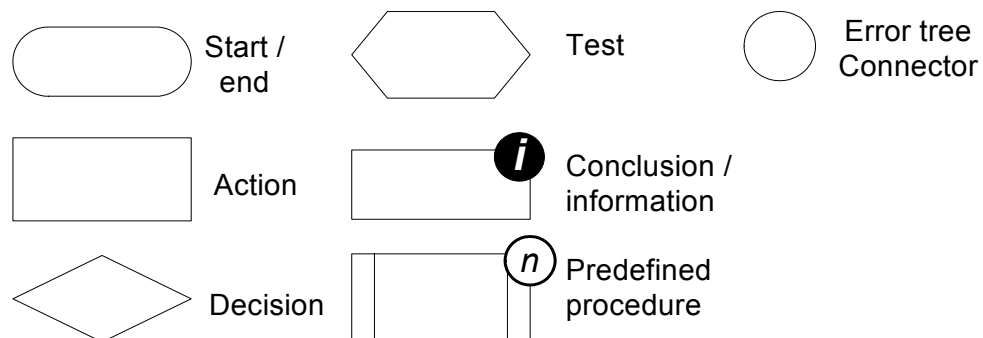 Start /
end
Test
Error tree
Connector
Action
i
Conclusion /
information
Decision
n
Predefined
procedure